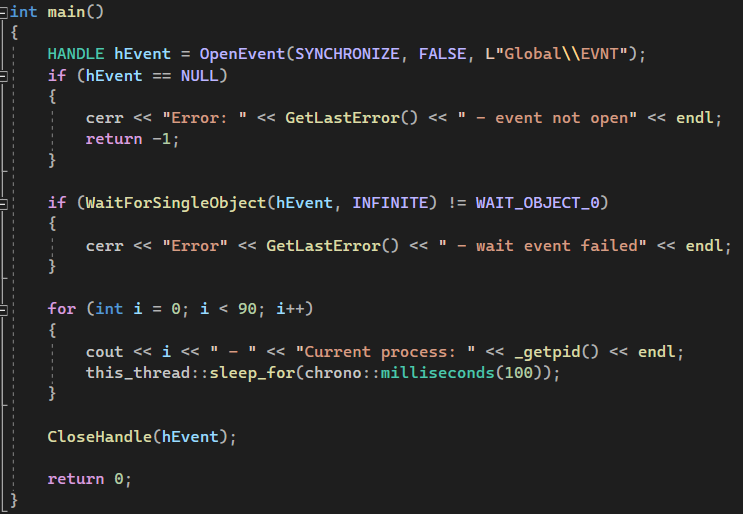 int main()
{
    HANDLE hEvent = OpenEvent(SYNCHRONIZE, FALSE, L"Global\\EVNT");
    if (hEvent == NULL)
    {
        cerr << "Error: " << GetLastError() << " - event not open" << endl;
        return -1;
    }

    if (WaitForSingleObject(hEvent, INFINITE) != WAIT_OBJECT_0)
    {
        cerr << "Error" << GetLastError() << " - wait event failed" << endl;
    }

    for (int i = 0; i < 90; i++)
    {
        cout << i << " - " << "Current process: " << _getpid() << endl;
        this_thread::sleep_for(chrono::milliseconds(100));
    }

    CloseHandle(hEvent);

    return 0;
}